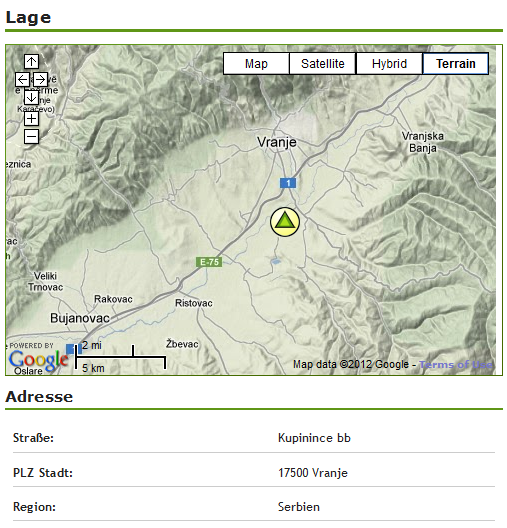 Lage
Map Satellite Hybrid Terrain
Karačevo)
Vranje
Vranjska
Banja
1
E-75
Veliki
Trnovac
Rakovac
Ristovac
Bujanovac
Žbevac
POWERED BY
Google
2 mi
5 km
Oslare
Map data ©2012 Google - Terms of
Adresse
Straße: Kupinince bb
PLZ Stadt: 17500 Vranje
Region: Serbien